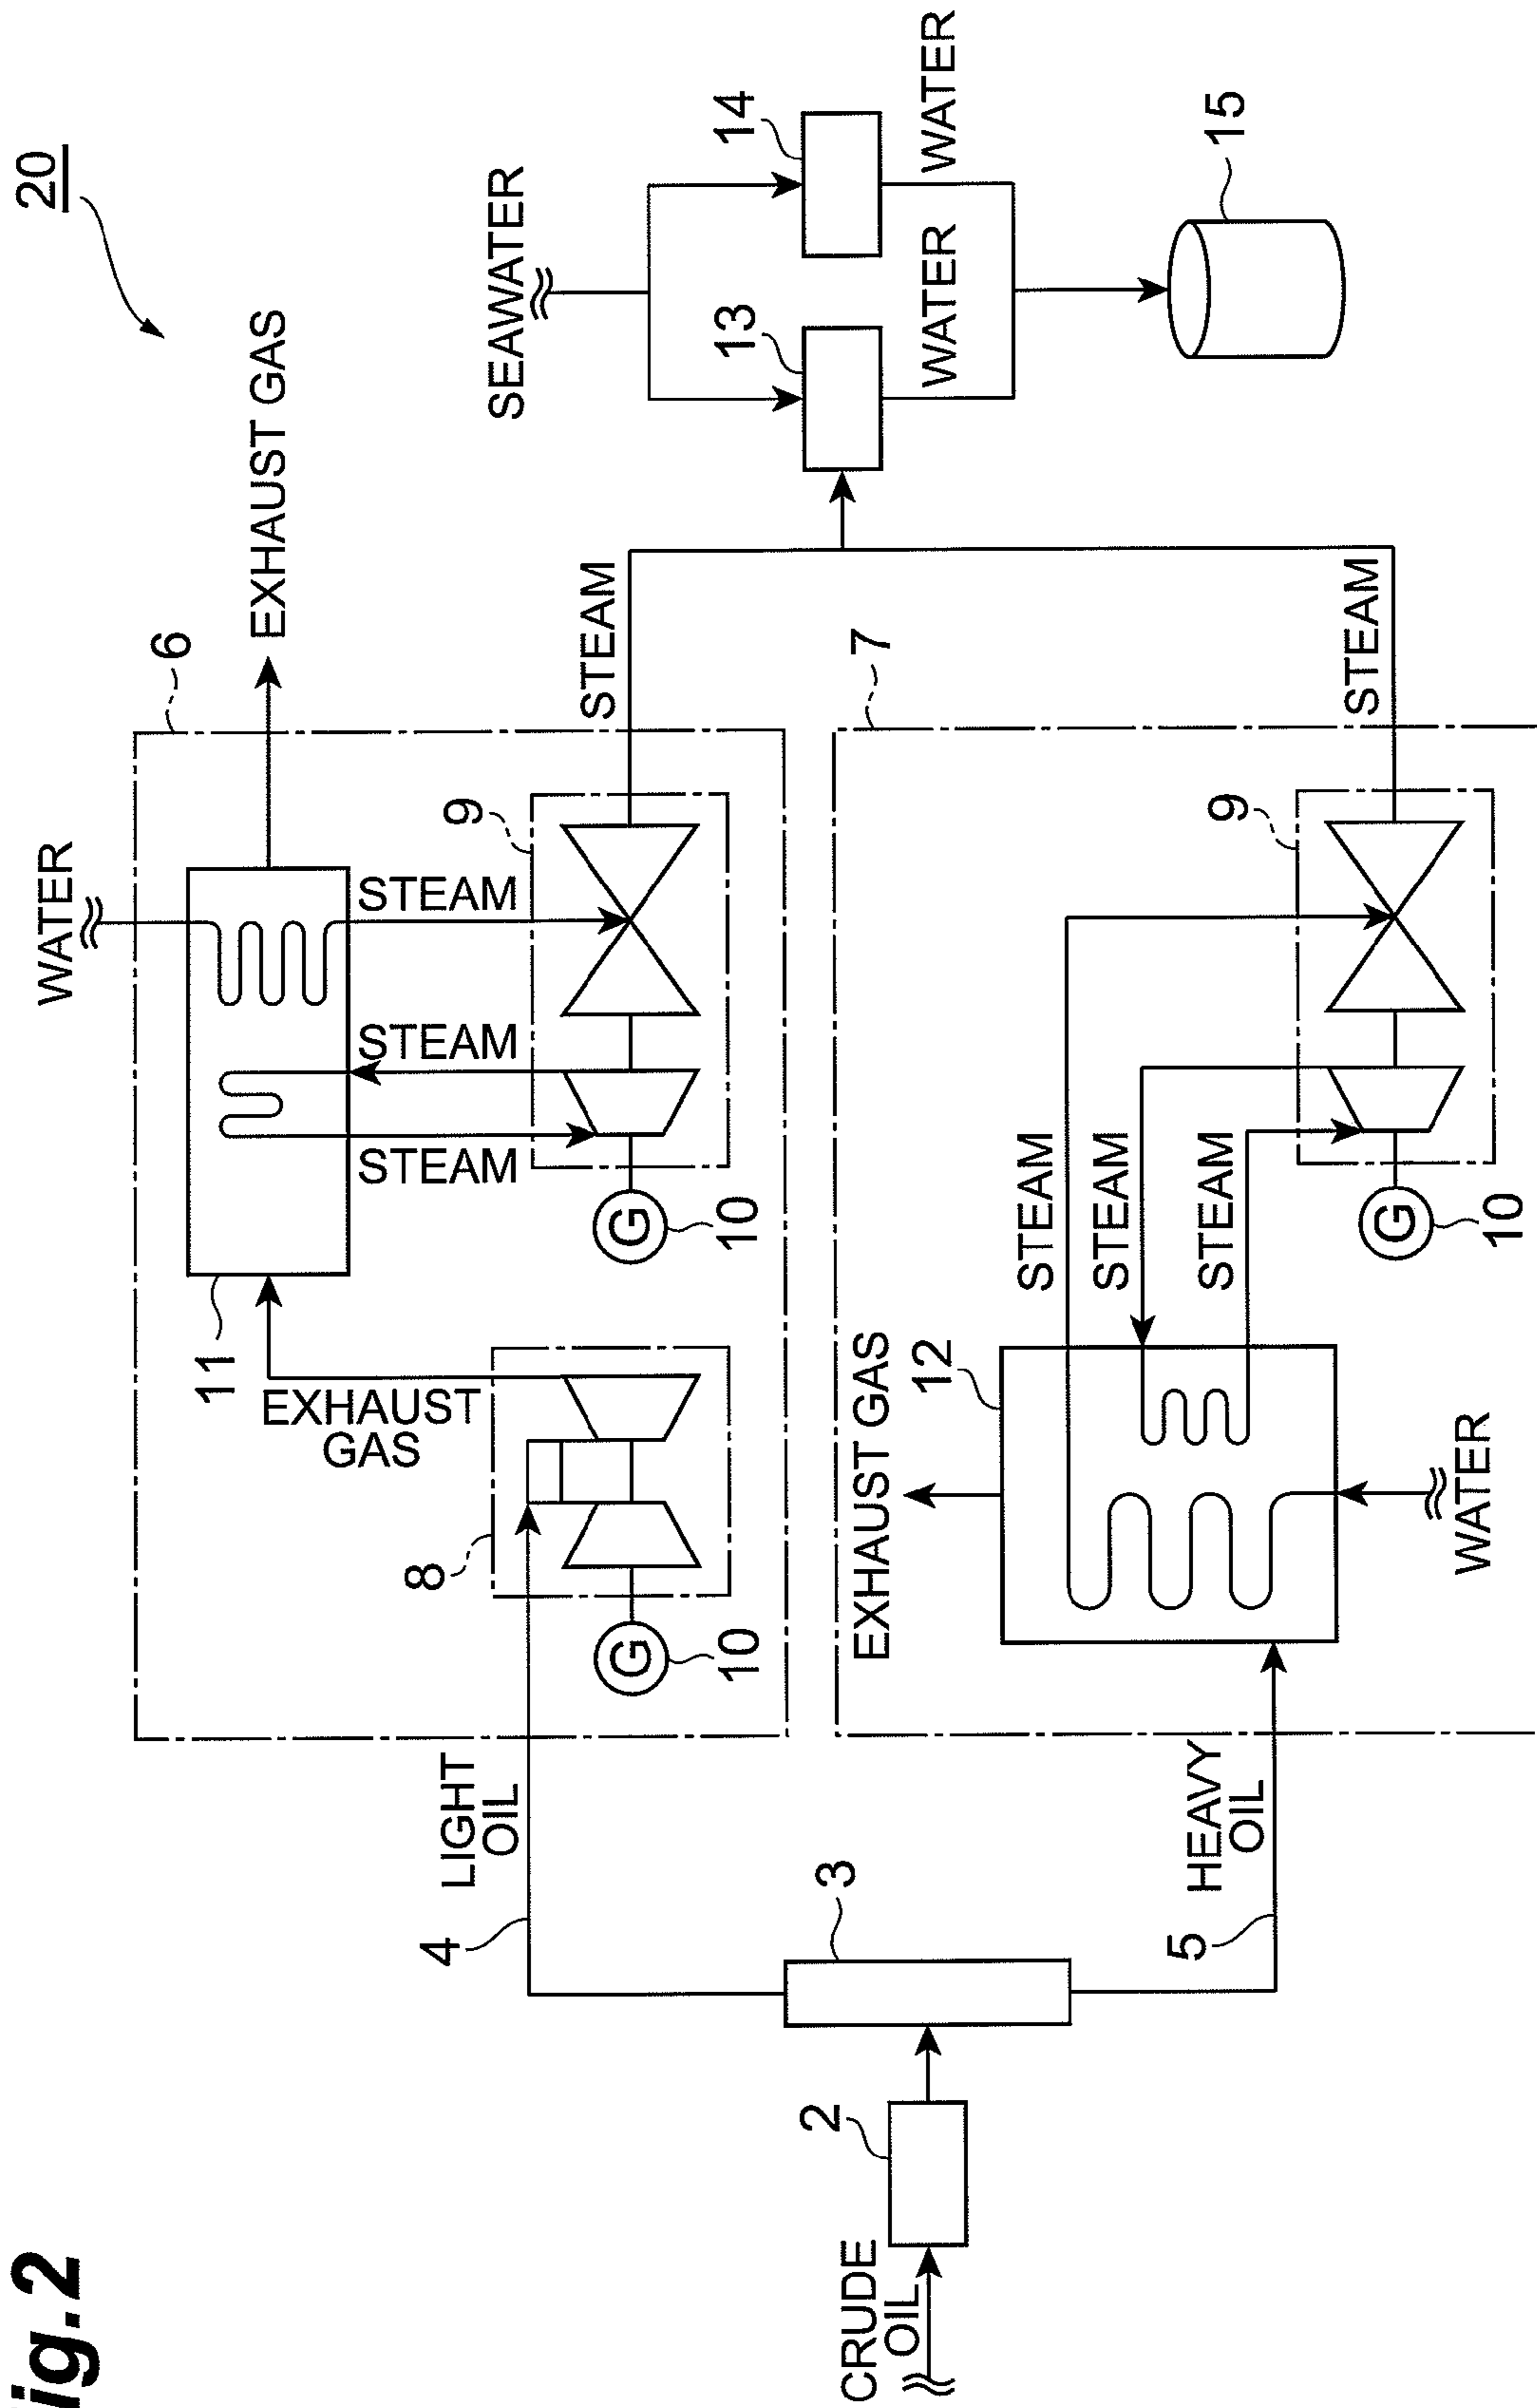 ig.2
20
WATER
6
EXHAUST GAS
11
STEAM
STEAM
STEAM
9
10
G
EXHAUST
GAS
8
10
G
STEAM
SEAWATER
13
14
WATER
WATER
15
LIGHT
OIL
4
3
2
CRUDE
OIL
HEAVY
OIL
5
7
EXHAUST GAS
12
STEAM
STEAM
STEAM
WATER
9
10
G
STEAM